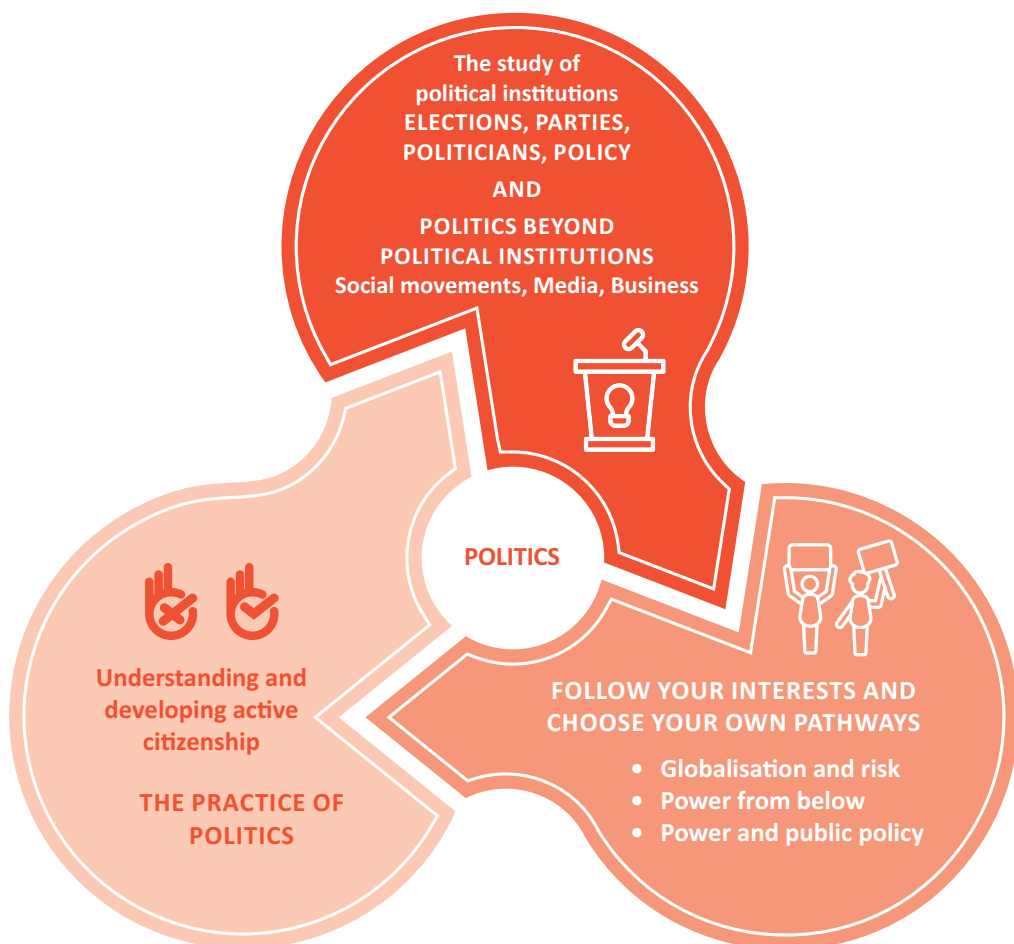 The study of
political institutions
ELECTIONS, PARTIES,
POLITICIANS, POLICY
AND
POLITICS BEYOND
POLITICAL INSTITUTIONS
Social movements, Media, Business
POLITICS
Understanding and
developing active
citizenship
THE PRACTICE OF
POLITICS
FOLLOW YOUR INTERESTS AND
CHOOSE YOUR OWN PATHWAYS
• Globalisation and risk
• Power from below
• Power and public policy